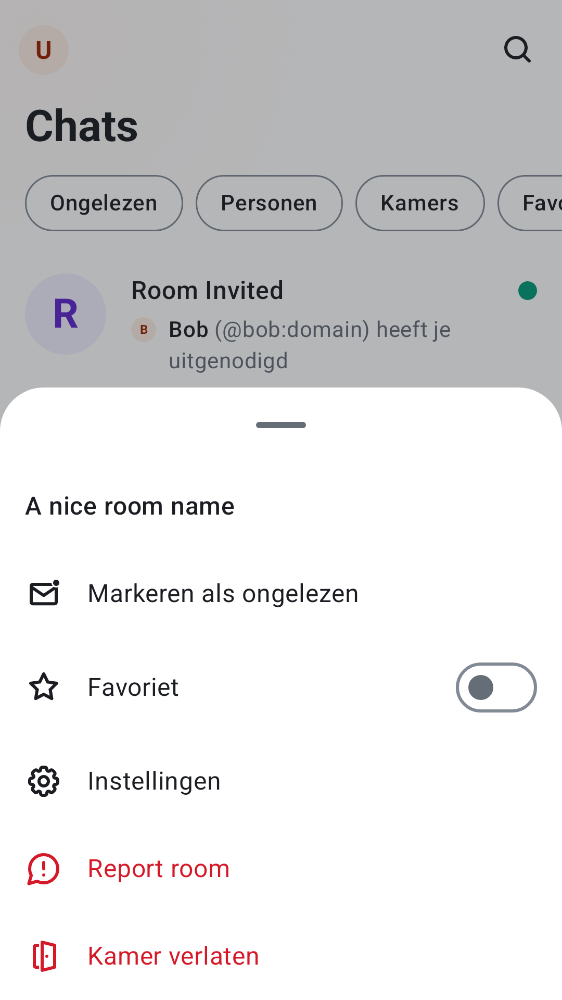 U
Chats
Ongelezen Personen Kamers Favo
R
Room Invited
B Bob (@bob:domain) heeft je
uitgenodigd
A nice room name
Markeren als ongelezen
Favoriet
Instellingen
Report room
Kamer verlaten